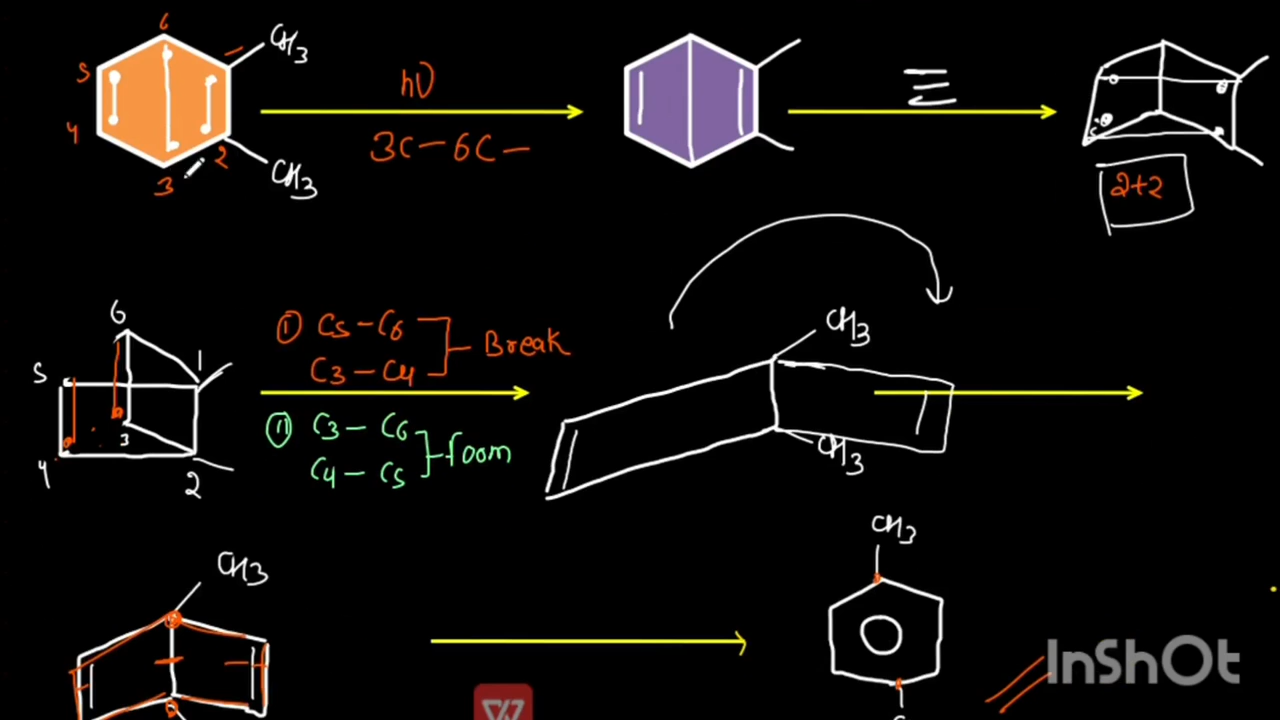 6
5
4
3
2
CH3
CH3
hν
3C-6C-
2+2
6
5
4
3
1
2
① C5-C6
C3-C4
Break
② C3-C6
C4-C5
foom
CH3
CH3
CH3
CH3
InShOt